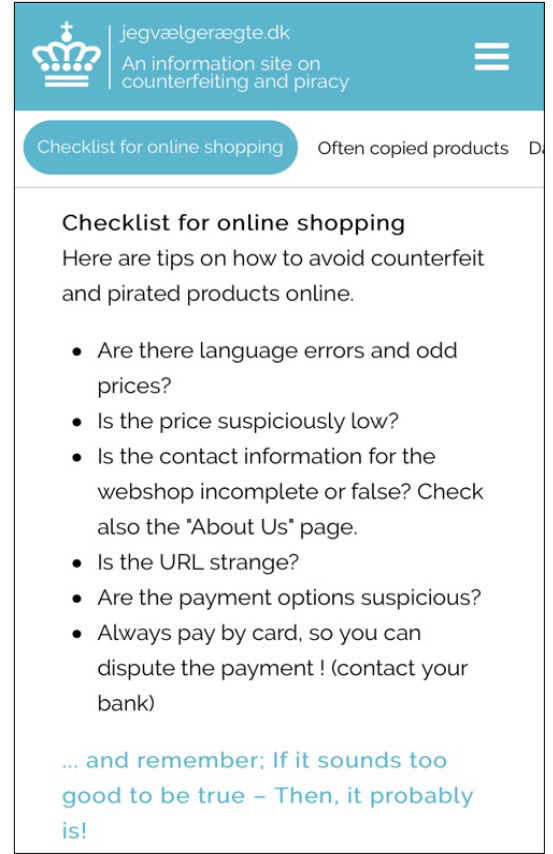 jegvælgerægte.dk
An information site on
counterfeiting and piracy
Checklist for online shopping
Often copied products
Checklist for online shopping
Here are tips on how to avoid counterfeit
and pirated products online.
• Are there language errors and odd
prices?
• Is the price suspiciously low?
• Is the contact information for the
webshop incomplete or false? Check
also the "About Us" page.
• Is the URL strange?
• Are the payment options suspicious?
• Always pay by card, so you can
dispute the payment ! (contact your
bank)
... and remember; If it sounds too
good to be true – Then, it probably
is!